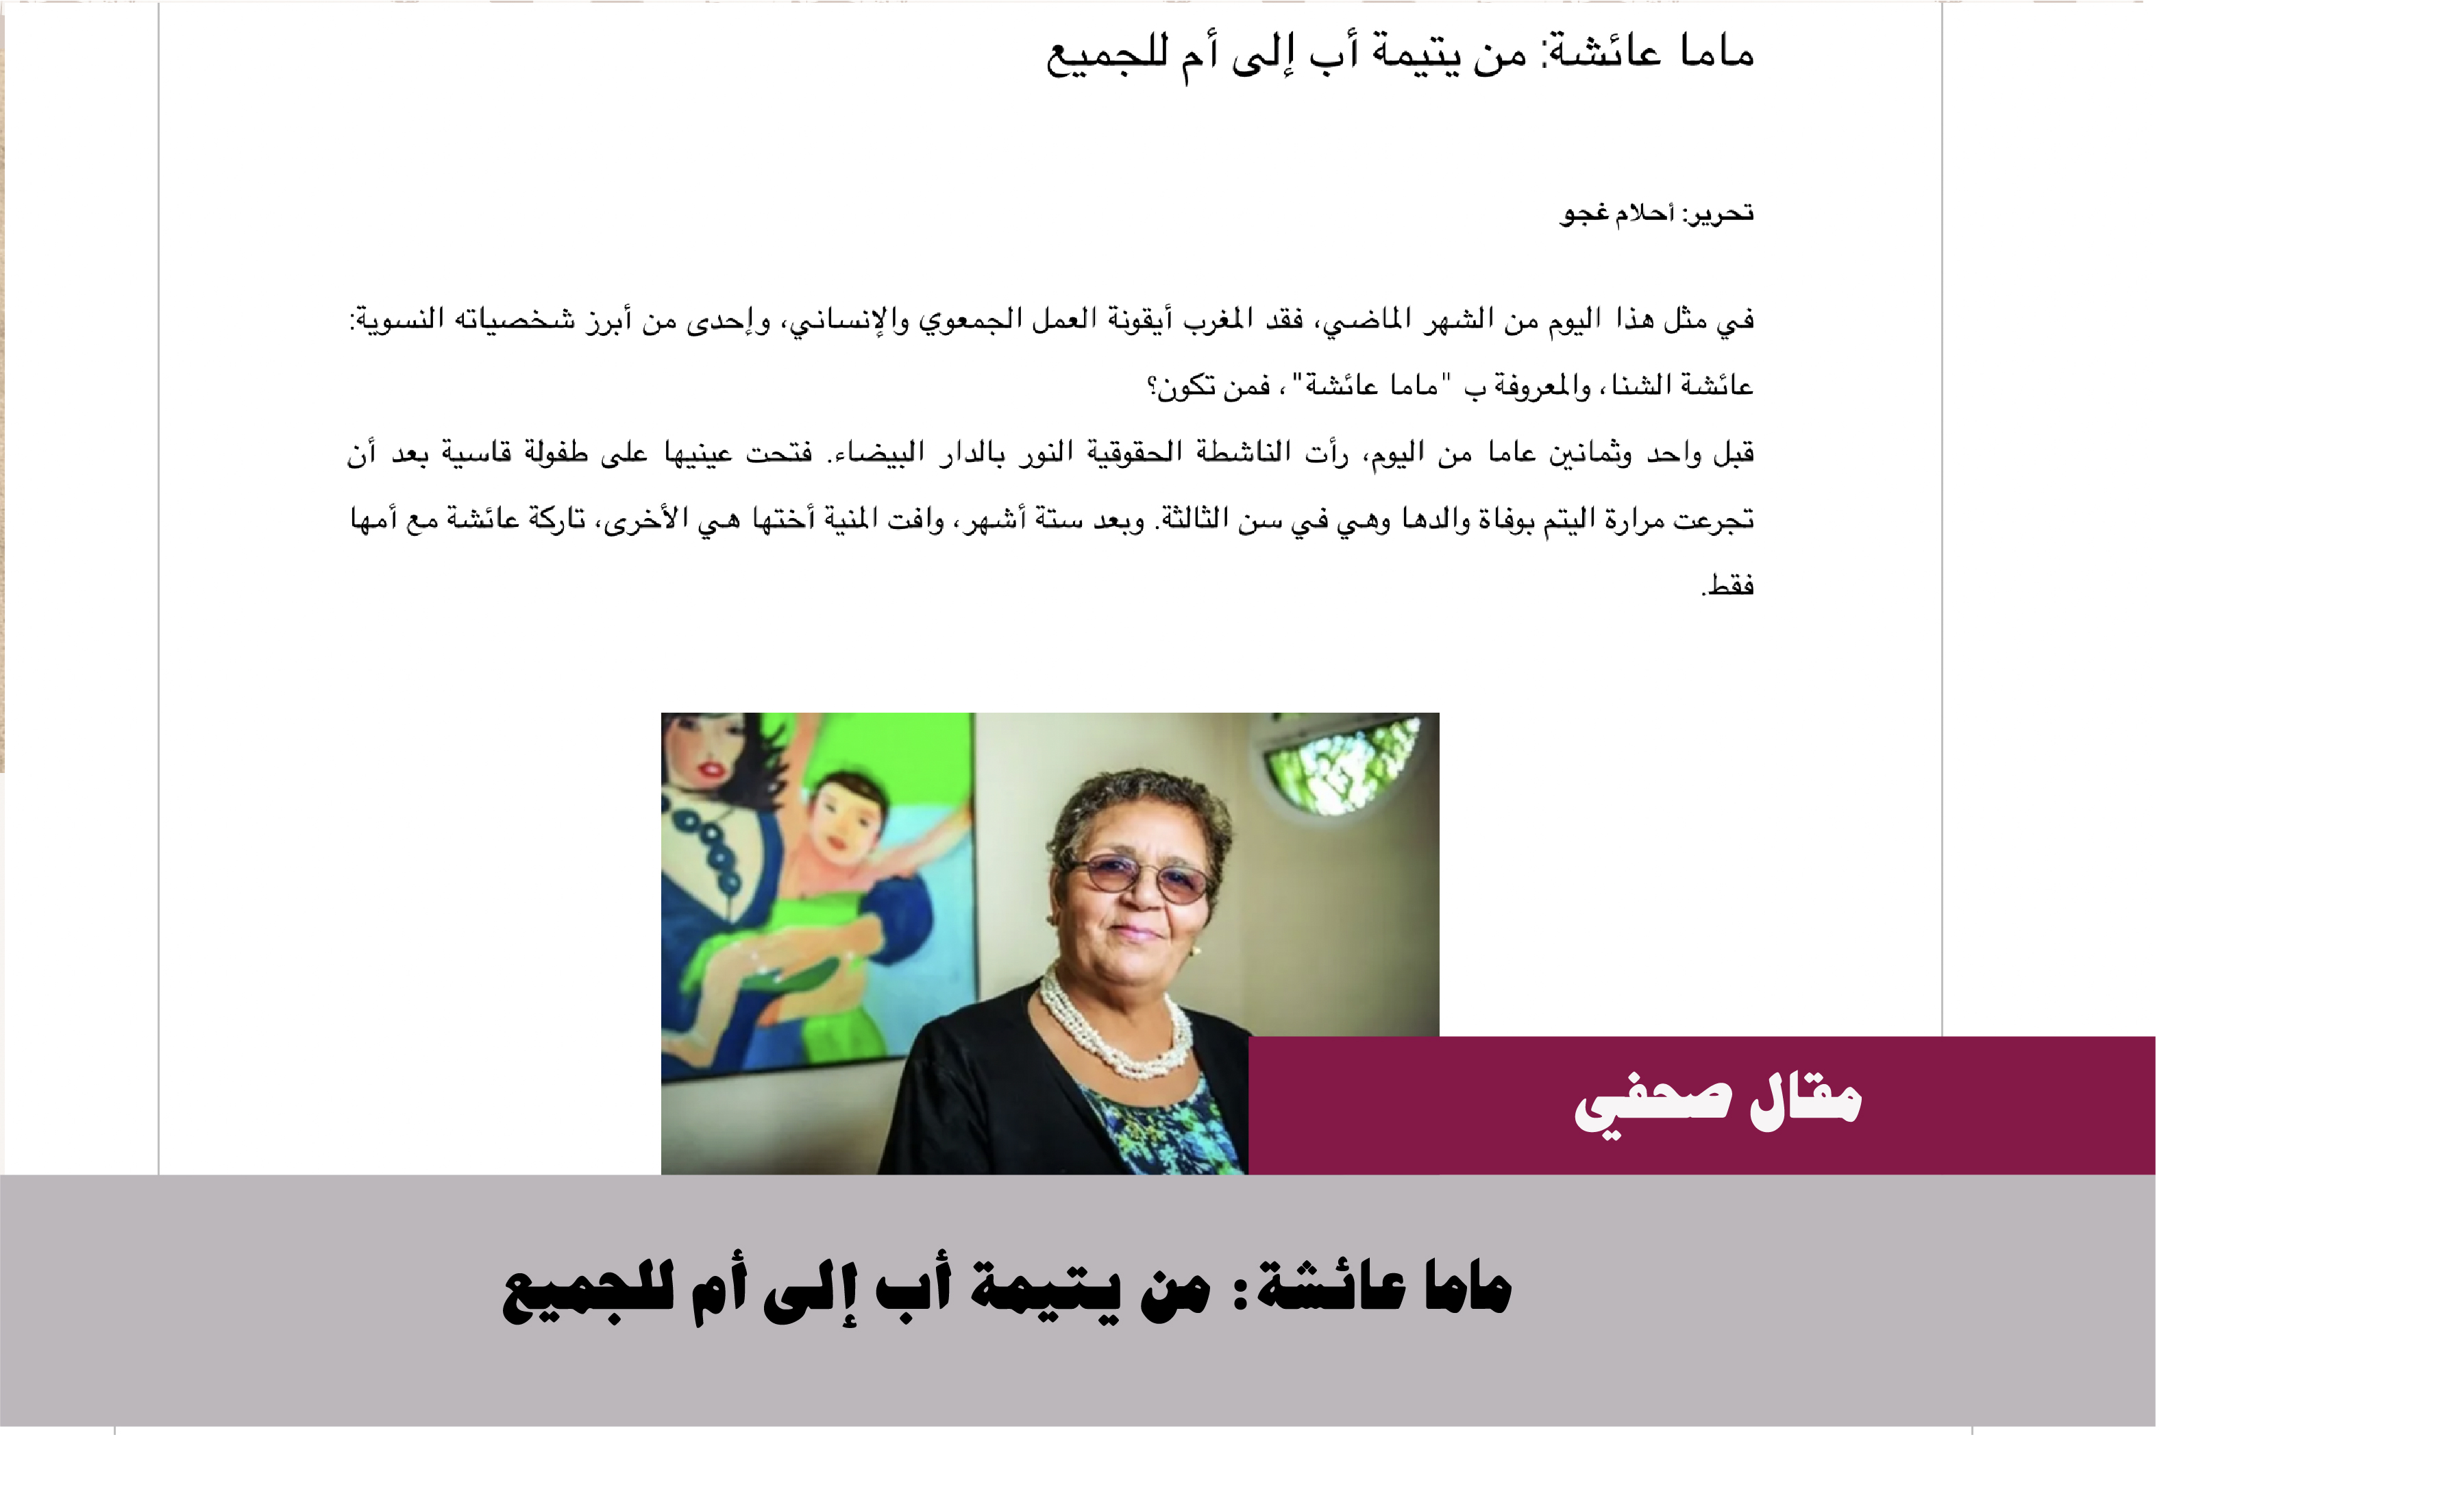 ماما عائشة: من يتيمة أب إلى أم للجميع
تحرير: أحلام غجو
في مثل هذا اليوم من الشهر الماضي، فقد المغرب أيقونة العمل الجمعوي والإنساني، وإحدى من أبرز شخصياته النسوية:
عائشة الشنا، والمعروفة ب "ماما عائشة"، فمن تكون؟
قبل واحد وثمانين عاما من اليوم، رأت الناشطة الحقوقية النور بالدار البيضاء. فتحت عينيها على طفولة قاسية بعد أن
تجرعت مرارة اليتم بوفاة والدها وهي في سن الثالثة. وبعد ستة أشهر، وافت المنية أختها هي الأخرى، تاركة عائشة مع أمها
فقط.
مقال صحفي
ماما عائشة: من يتيمة أب إلى أم للجميع